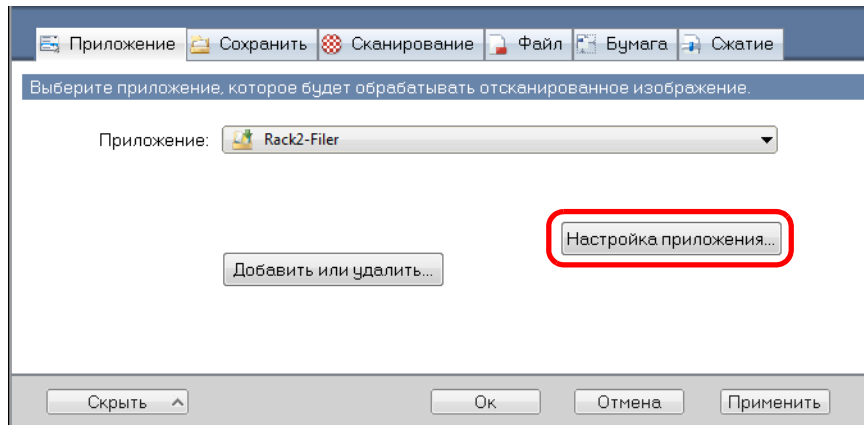 Приложение Сохранить Сканирование Файл Бумага Сжатие
Выберите приложение, которое будет обрабатывать отсканированное изображение.
Приложение: Rack2-Filer
Настройка приложения...
Добавить или удалить...
Скрыть Ок Отмена Применить